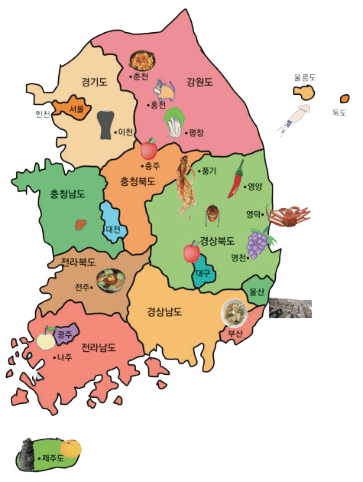 춘천
경기도
강원도
울릉도
서울
홍천
인천
독도
이천
평창
충주
풍기
충청북도
영양
충청남도
영덕
대전
경상북도
영천
전라북도
대구
전주
울산
경상남도
광주
부산
전라남도
나주
제주도